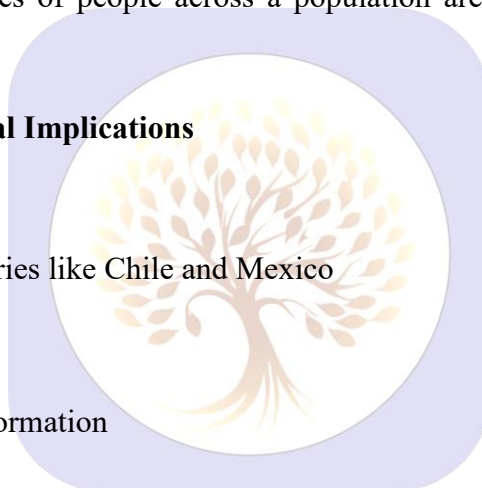 es of people across a population are
al Implications
ries like Chile and Mexico
ormation